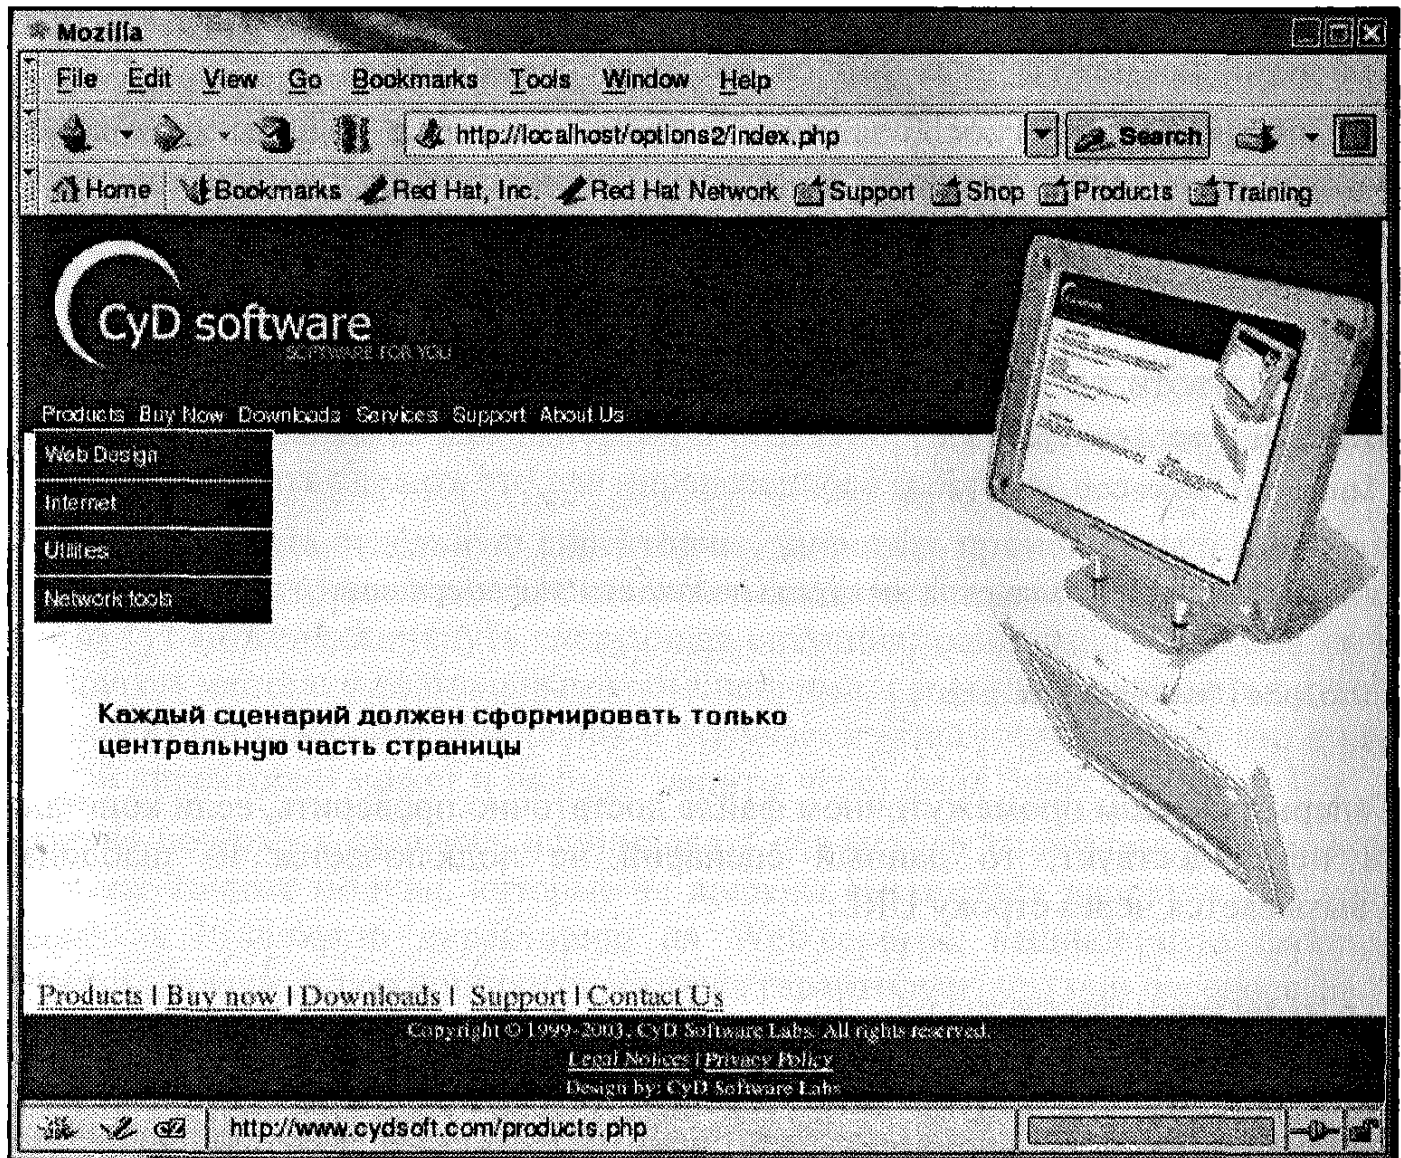 Mozilla
File Edit View Go Bookmarks Tools Window Help
http://localhost/options2/index.php Search
Home Bookmarks Red Hat, Inc. Red Hat Network Support Shop Products Training
CyD software
SOFTWARE FOR YOU
Products Buy Now Downloads Services Support About Us
Web Design
Internet
Utilites
Network tools
Каждый сценарий должен сформировать только
центральную часть страницы
Products | Buy now | Downloads | Support | Contact Us
Copyright © 1999-2003, CyD Software Labs. All rights reserved.
Legal Notices | Privacy Policy
Design by: CyD Software Labs
http://www.cydsoft.com/products.php